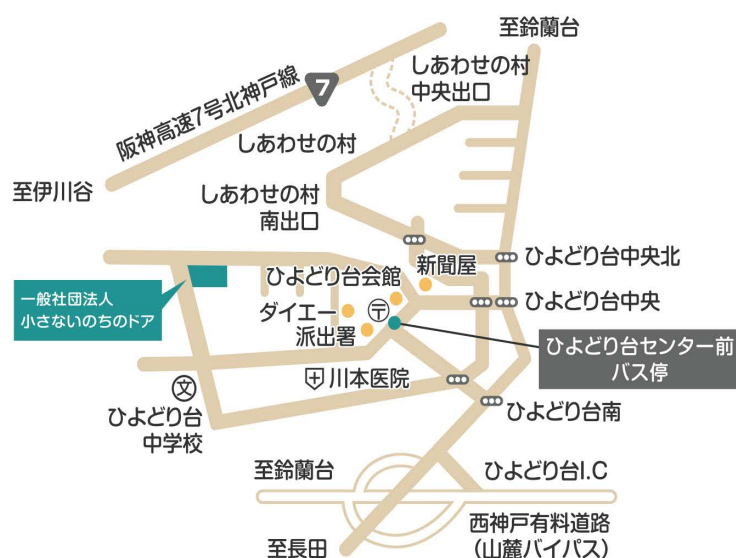 至鈴蘭台
しあわせの村
中央出口
7
阪神高速7号北神戸線
しあわせの村
至伊川谷
しあわせの村
南出口
ひよどり台中央北
新聞屋
ひよどり台会館
一般社団法人
小さないのちのドア
ダイエー
〒
ひよどり台中央
派出署
ひよどり台センター前
バス停
川本医院
文
ひよどり台
中学校
ひよどり台南
至鈴蘭台
ひよどり台I.C
西神戸有料道路
(山麓バイパス)
至長田